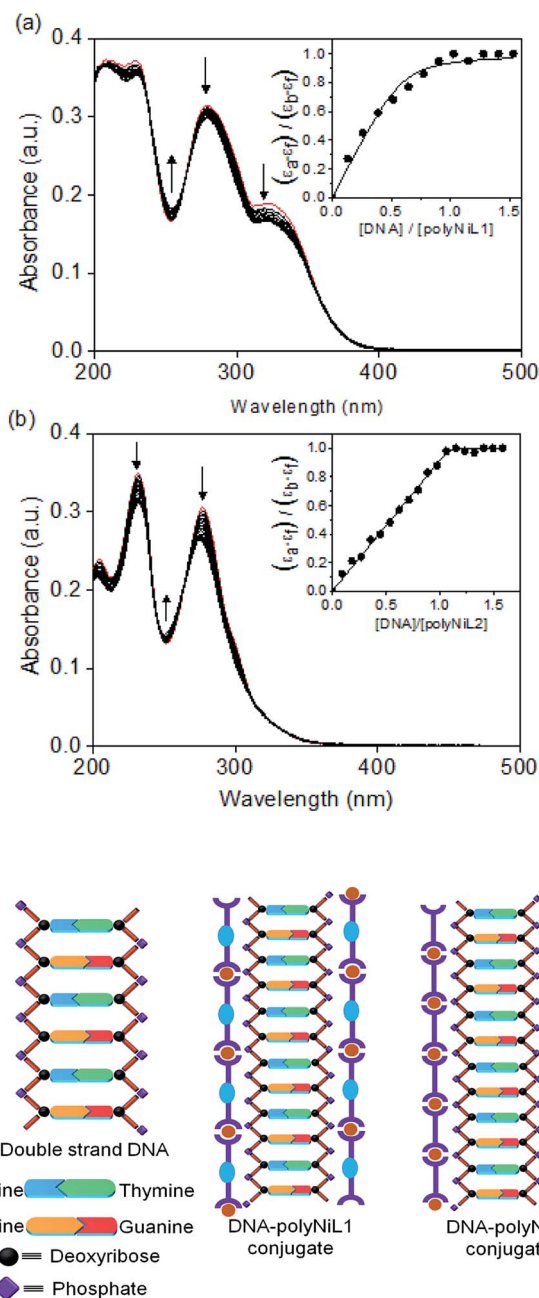 (a)
0.4
0.3
0.2
0.1
0.0
Absorbance (a.u.)
200 300 400 500
Wavelength (nm)
1.0
0.8
0.6
0.4
0.2
0.0
(εa-εf) / (εb-εf)
0.0 0.5 1.0 1.5
[DNA] / [polyNiL1]
(b)
0.4
0.3
0.2
0.1
0.0
Absorbance (a.u.)
200 300 400 500
Wavelength (nm)
1.0
0.8
0.6
0.4
0.2
0.0
(εa-εf) / (εb-εf)
0.0 0.5 1.0 1.5
[DNA]/[polyNiL2]
Double strand DNA
ine Thymine
ine Guanine
Deoxyribose
Phosphate
DNA-polyNiL1
conjugate
DNA-polyN
conjugat